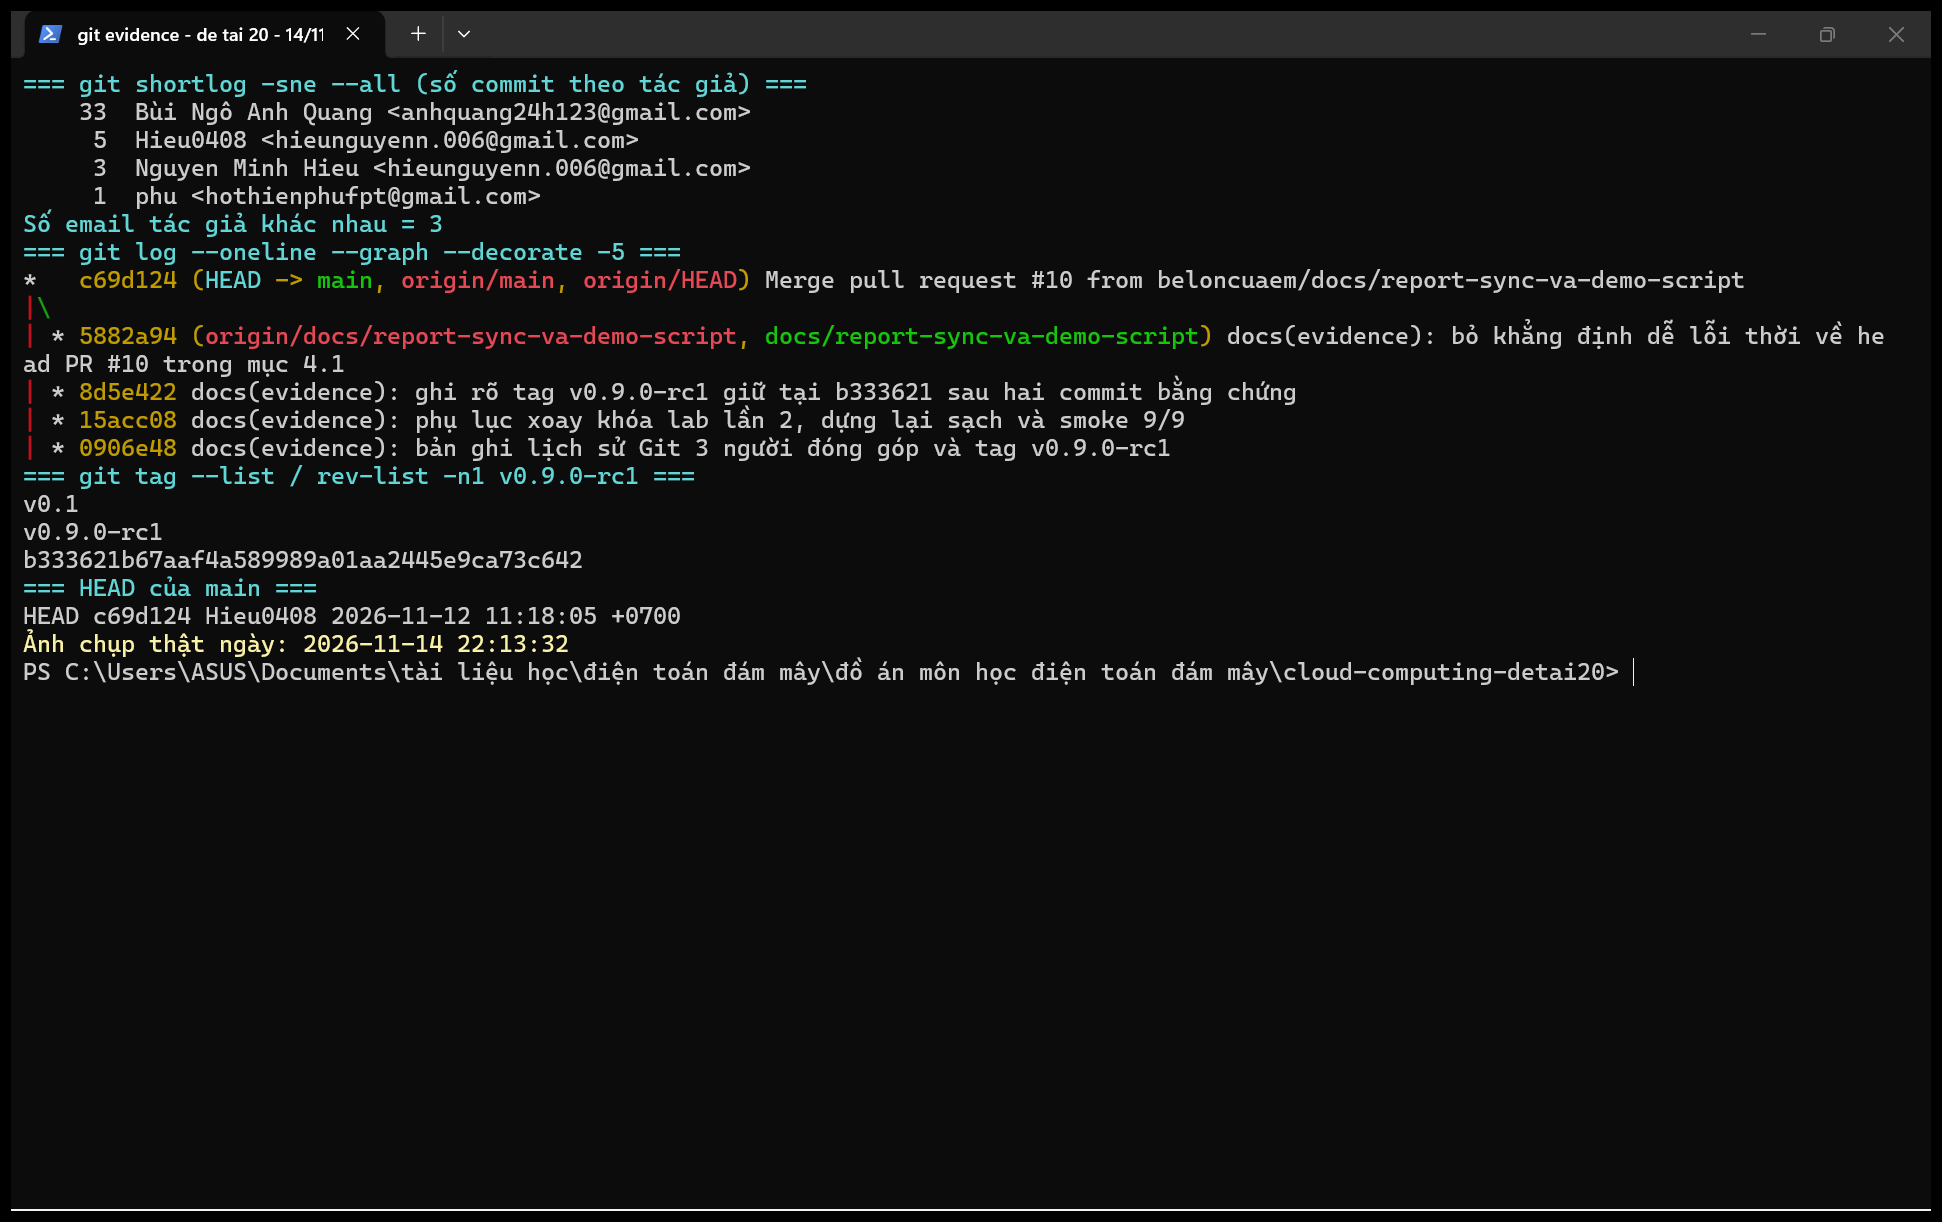 git evidence - de tai 20 - 14/11
=== git shortlog -sne --all (số commit theo tác giả) ===
33  Bùi Ngô Anh Quang <anhquang24h123@gmail.com>
5  Hieu0408 <hieunguyenn.006@gmail.com>
3  Nguyen Minh Hieu <hieunguyenn.006@gmail.com>
1  phu <hothienphufpt@gmail.com>
Số email tác giả khác nhau = 3
=== git log --oneline --graph --decorate -5 ===
*   c69d124 (HEAD -> main, origin/main, origin/HEAD) Merge pull request #10 from beloncuaem/docs/report-sync-va-demo-script
|\
| * 5882a94 (origin/docs/report-sync-va-demo-script, docs/report-sync-va-demo-script) docs(evidence): bỏ khẳng định dễ lỗi thời về he
ad PR #10 trong mục 4.1
| * 8d5e422 docs(evidence): ghi rõ tag v0.9.0-rc1 giữ tại b333621 sau hai commit bằng chứng
| * 15acc08 docs(evidence): phụ lục xoay khóa lab lần 2, dựng lại sạch và smoke 9/9
| * 0906e48 docs(evidence): bản ghi lịch sử Git 3 người đóng góp và tag v0.9.0-rc1
=== git tag --list / rev-list -n1 v0.9.0-rc1 ===
v0.1
v0.9.0-rc1
b333621b67aaf4a589989a01aa2445e9ca73c642
=== HEAD của main ===
HEAD c69d124 Hieu0408 2026-11-12 11:18:05 +0700
Ảnh chụp thật ngày: 2026-11-14 22:13:32
PS C:\Users\ASUS\Documents\tài liệu học\điện toán đám mây\đồ án môn học điện toán đám mây\cloud-computing-detai20>